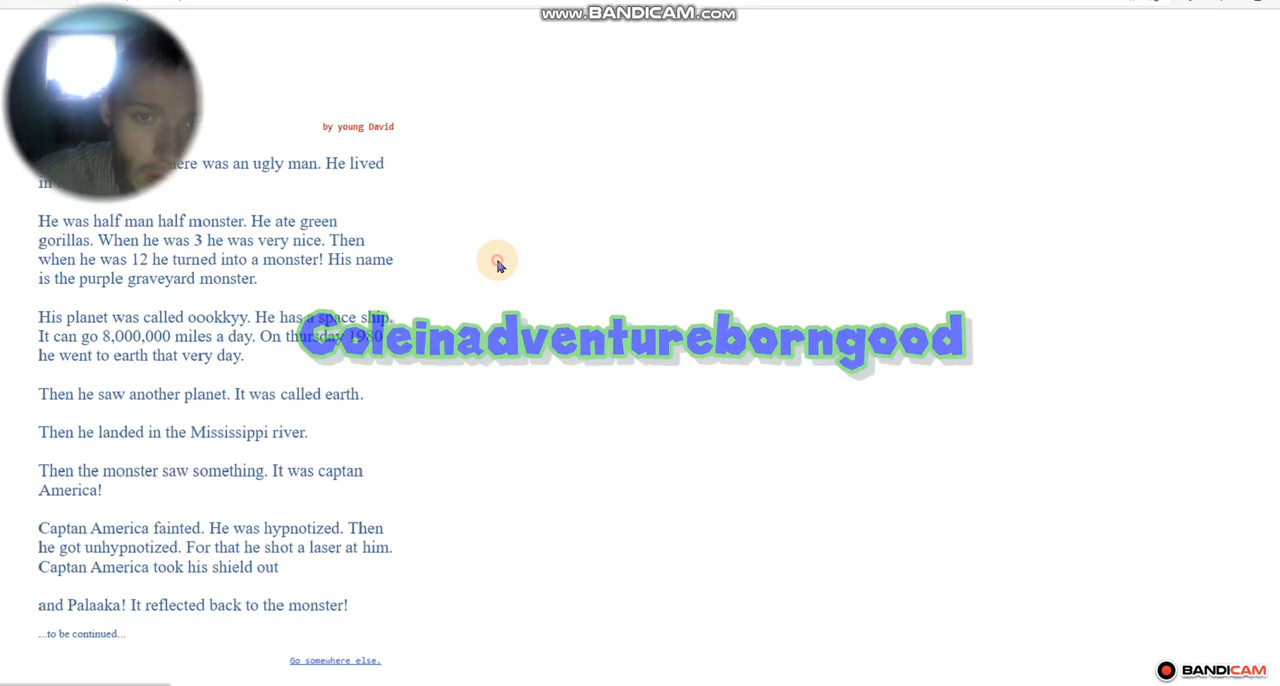 www.BANDICAM.com
by young David
there was an ugly man. He lived
in
He was half man half monster. He ate green
gorillas. When he was 3 he was very nice. Then
when he was 12 he turned into a monster! His name
is the purple graveyard monster.
His planet was called oookkyy. He has a space ship.
It can go 8,000,000 miles a day. On thursday 1980
he went to earth that very day.
Coleinadventureborngood
Then he saw another planet. It was called earth.
Then he landed in the Mississippi river.
Then the monster saw something. It was captan
America!
Captan America fainted. He was hypnotized. Then
he got unhypnotized. For that he shot a laser at him.
Captan America took his shield out
and Palaaka! It reflected back to the monster!
...to be continued...
Go somewhere else.
BANDICAM